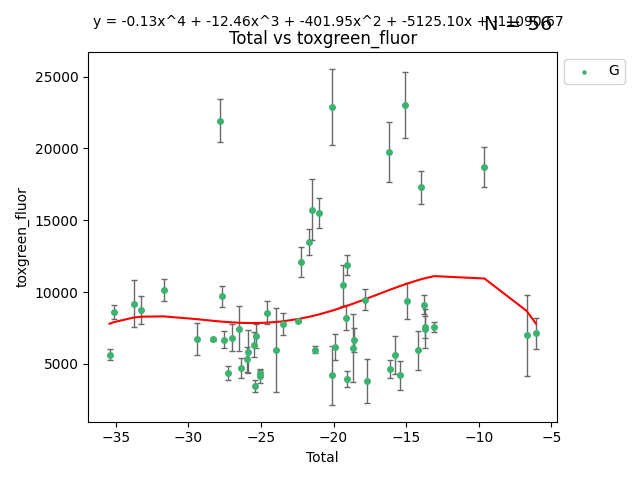 y = -0.13x^4 + -12.46x^3 + -401.95x^2 + -5125.10x +
N = 56
Total vs toxgreen_fluor
G
25000
20000
15000
10000
5000
toxgreen_fluor
−35 −30 −25 −20 −15 −10 −5
Total